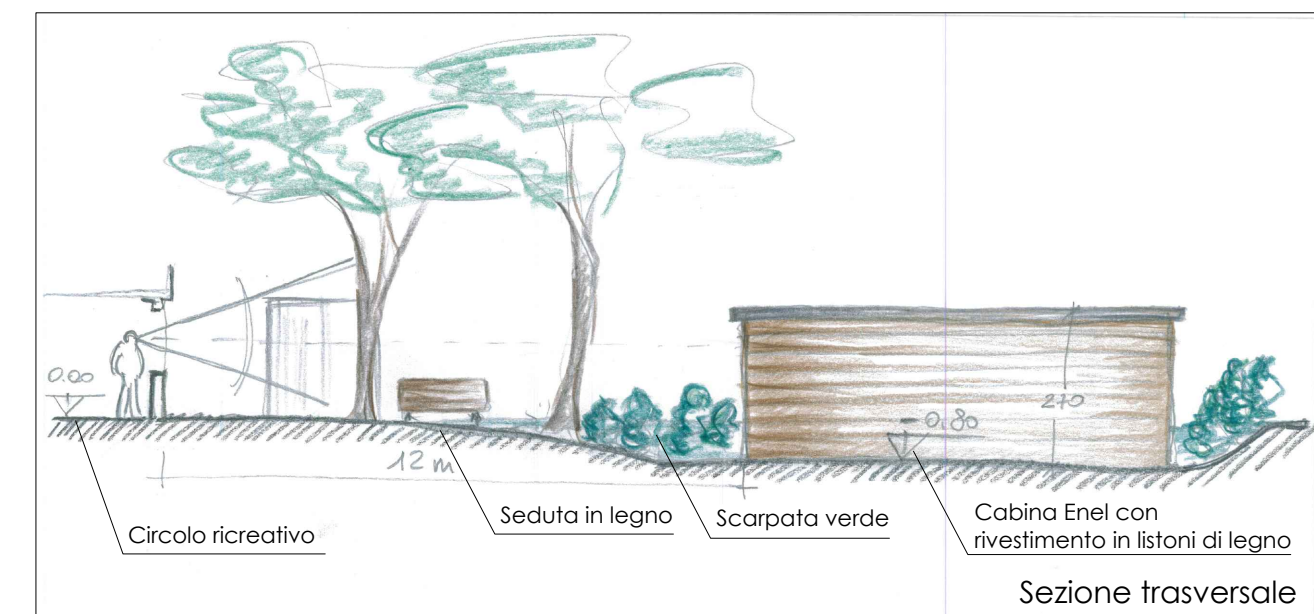 0.00
270
- 0.80
12 m
Circolo ricreativo
Seduta in legno
Scarpata verde
Cabina Enel con
rivestimento in listoni di legno
Sezione trasversale